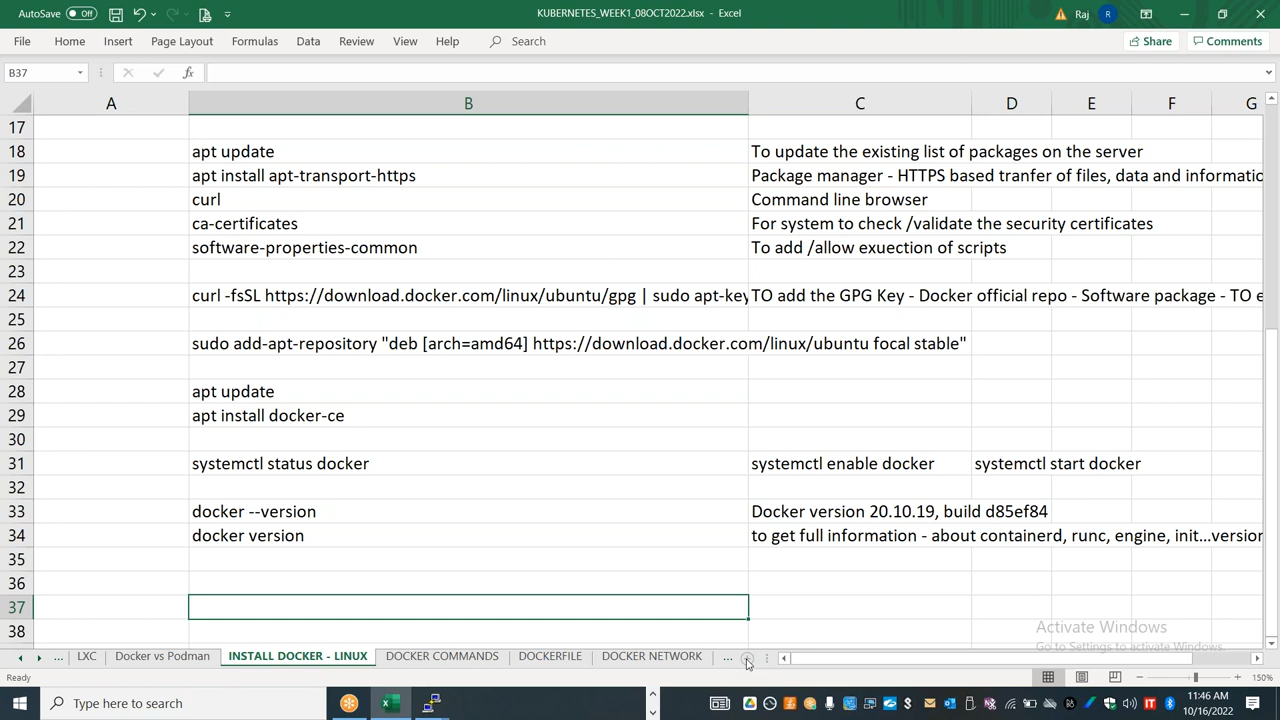 AutoSave Off KUBERNETES_WEEK1_08OCT2022.xlsx - Excel Raj R
File Home Insert Page Layout Formulas Data Review View Help Search Share Comments
B37 fx
A B C D E F G
17
18 apt update To update the existing list of packages on the server
19 apt install apt-transport-https Package manager - HTTPS based tranfer of files, data and informatio
20 curl Command line browser
21 ca-certificates For system to check /validate the security certificates
22 software-properties-common To add /allow exuection of scripts
23
24 curl -fsSL https://download.docker.com/linux/ubuntu/gpg | sudo apt-key TO add the GPG Key - Docker official repo - Software package - TO e
25
26 sudo add-apt-repository "deb [arch=amd64] https://download.docker.com/linux/ubuntu focal stable"
27
28 apt update
29 apt install docker-ce
30
31 systemctl status docker systemctl enable docker systemctl start docker
32
33 docker --version Docker version 20.10.19, build d85ef84
34 docker version to get full information - about containerd, runc, engine, init...version
35
36
37
38
Activate Windows
Go to Settings to activate Windows.
... LXC Docker vs Podman INSTALL DOCKER - LINUX DOCKER COMMANDS DOCKERFILE DOCKER NETWORK ...
Ready 150%
Type here to search 11:46 AM
10/16/2022